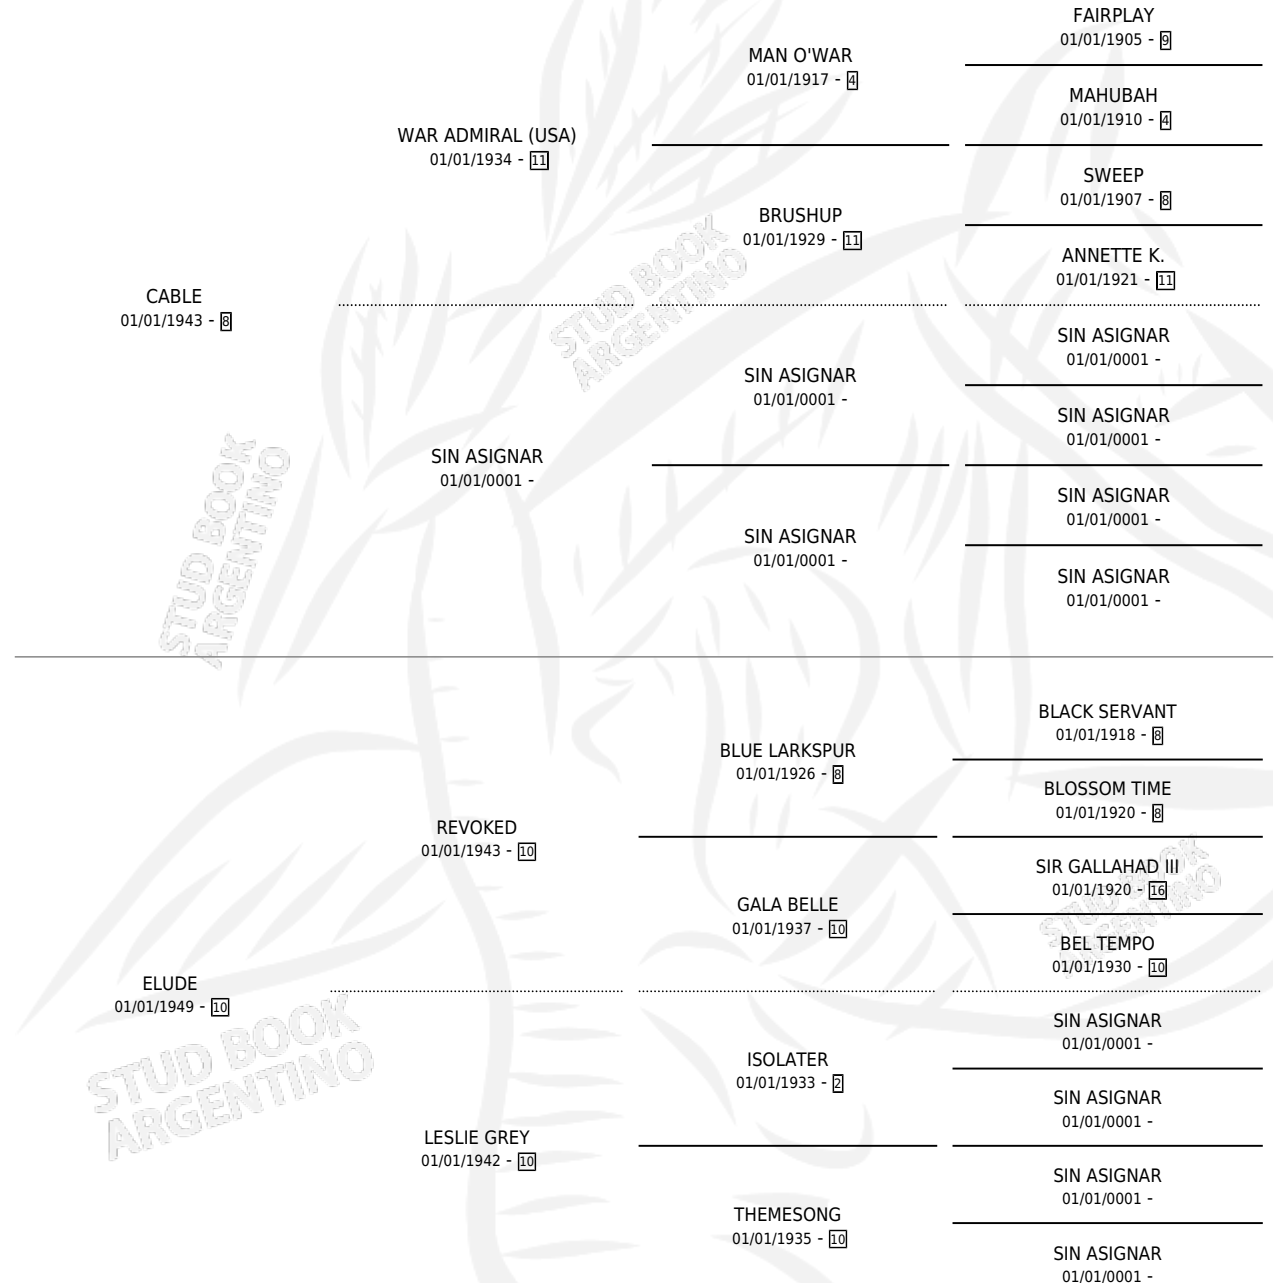 FAIRPLAY
01/01/1905 - 9
MAN O'WAR
01/01/1917 - 4
MAHUBAH
01/01/1910 - 4
WAR ADMIRAL (USA)
01/01/1934 - 11
SWEEP
01/01/1907 - 8
BRUSHUP
01/01/1929 - 11
ANNETTE K.
01/01/1921 - 11
CABLE
01/01/1943 - 8
SIN ASIGNAR
01/01/0001 -
SIN ASIGNAR
01/01/0001 -
SIN ASIGNAR
01/01/0001 -
SIN ASIGNAR
01/01/0001 -
SIN ASIGNAR
01/01/0001 -
SIN ASIGNAR
01/01/0001 -
SIN ASIGNAR
01/01/0001 -
STUD BOOK
ARGENTINO
STUD BOOK
ARGENTINO
BLACK SERVANT
01/01/1918 - 8
BLUE LARKSPUR
01/01/1926 - 8
BLOSSOM TIME
01/01/1920 - 8
REVOKED
01/01/1943 - 10
SIR GALLAHAD III
01/01/1920 - 16
GALA BELLE
01/01/1937 - 10
BEL TEMPO
01/01/1930 - 10
STUD BOOK
ARGENTINO
ELUDE
01/01/1949 - 10
SIN ASIGNAR
01/01/0001 -
ISOLATER
01/01/1933 - 2
SIN ASIGNAR
01/01/0001 -
LESLIE GREY
01/01/1942 - 10
SIN ASIGNAR
01/01/0001 -
THEMESONG
01/01/1935 - 10
SIN ASIGNAR
01/01/0001 -
STUD BOOK
ARGENTINO